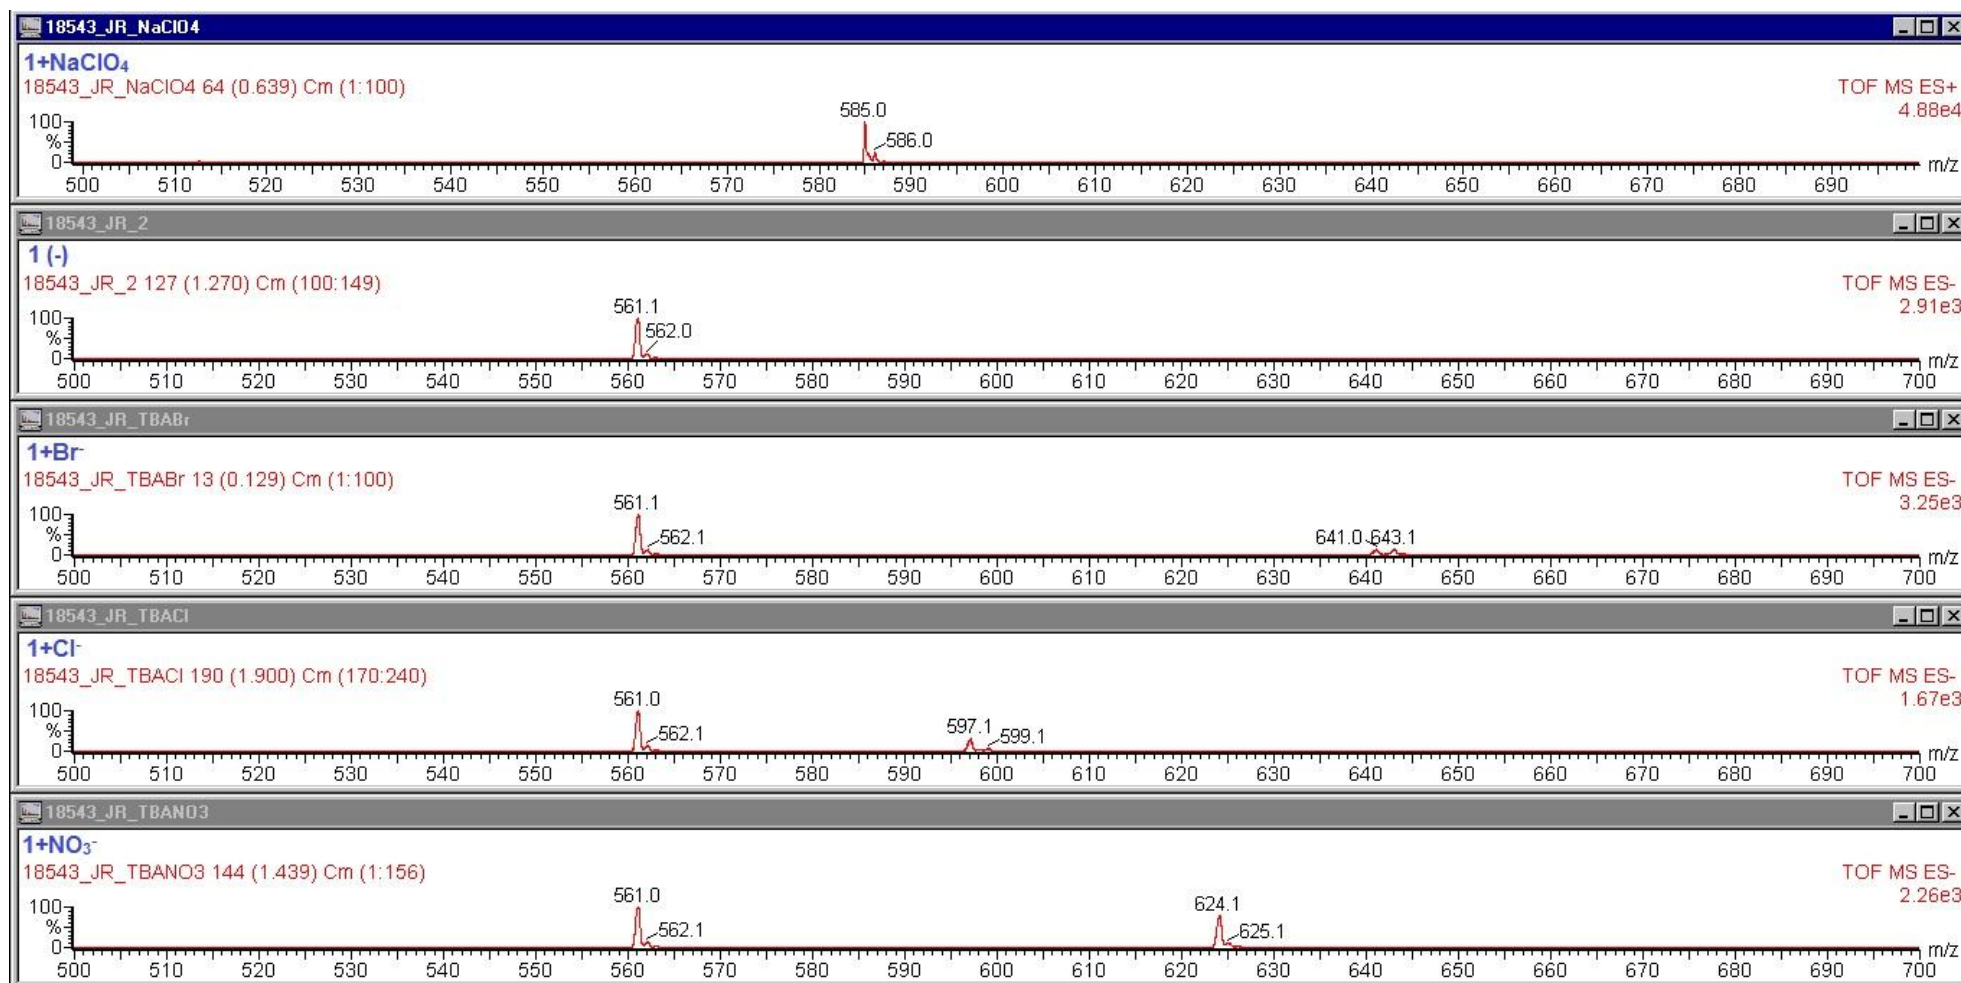 18543_JR_NaClO4
1+NaClO₄
18543_JR_NaClO4 64 (0.639) Cm (1:100)
TOF MS ES+
4.88e4
585.0
586.0
100
%
0
500 510 520 530 540 550 560 570 580 590 600 610 620 630 640 650 660 670 680 690 m/z
18543_JR_2
1 (-)
18543_JR_2 127 (1.270) Cm (100:149)
TOF MS ES-
2.91e3
561.1
562.0
100
%
0
500 510 520 530 540 550 560 570 580 590 600 610 620 630 640 650 660 670 680 690 700 m/z
18543_JR_TBABr
1+Br⁻
18543_JR_TBABr 13 (0.129) Cm (1:100)
TOF MS ES-
3.25e3
561.1
562.1
641.0 643.1
100
%
0
500 510 520 530 540 550 560 570 580 590 600 610 620 630 640 650 660 670 680 690 700 m/z
18543_JR_TBACl
1+Cl⁻
18543_JR_TBACl 190 (1.900) Cm (170:240)
TOF MS ES-
1.67e3
561.0
562.1
597.1
599.1
100
%
0
500 510 520 530 540 550 560 570 580 590 600 610 620 630 640 650 660 670 680 690 700 m/z
18543_JR_TBANO3
1+NO₃⁻
18543_JR_TBANO3 144 (1.439) Cm (1:156)
TOF MS ES-
2.26e3
561.0
562.1
624.1
625.1
100
%
0
500 510 520 530 540 550 560 570 580 590 600 610 620 630 640 650 660 670 680 690 700 m/z